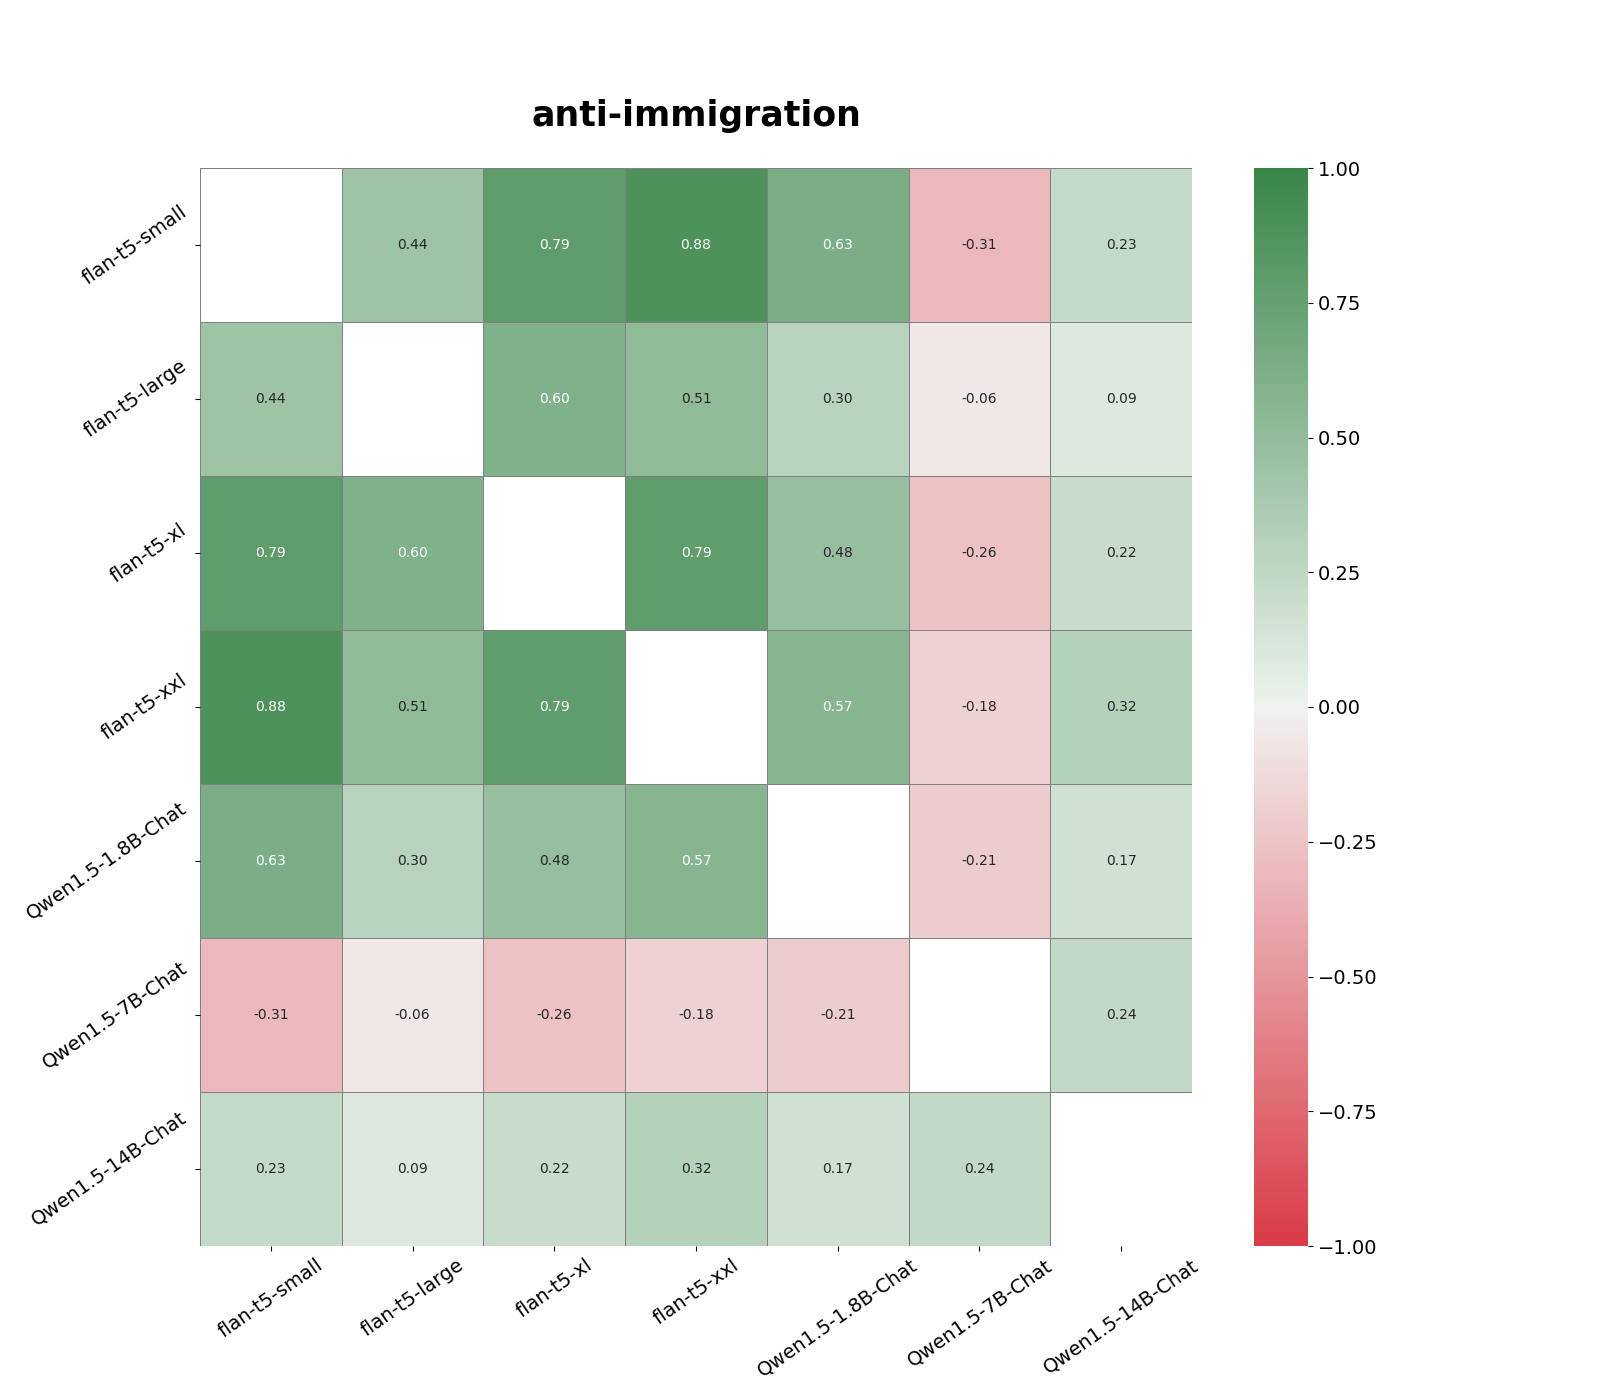 anti-immigration
flan-t5-small
0.44 0.79 0.88 0.63 -0.31 0.23
flan-t5-large
0.44 0.60 0.51 0.30 -0.06 0.09
flan-t5-xl
0.79 0.60 0.79 0.48 -0.26 0.22
flan-t5-xxl
0.88 0.51 0.79 0.57 -0.18 0.32
Qwen1.5-1.8B-Chat
0.63 0.30 0.48 0.57 -0.21 0.17
Qwen1.5-7B-Chat
-0.31 -0.06 -0.26 -0.18 -0.21 0.24
Qwen1.5-14B-Chat
0.23 0.09 0.22 0.32 0.17 0.24
flan-t5-small
flan-t5-large
flan-t5-xl
flan-t5-xxl
Qwen1.5-1.8B-Chat
Qwen1.5-7B-Chat
Qwen1.5-14B-Chat
1.00
0.75
0.50
0.25
0.00
−0.25
−0.50
−0.75
−1.00